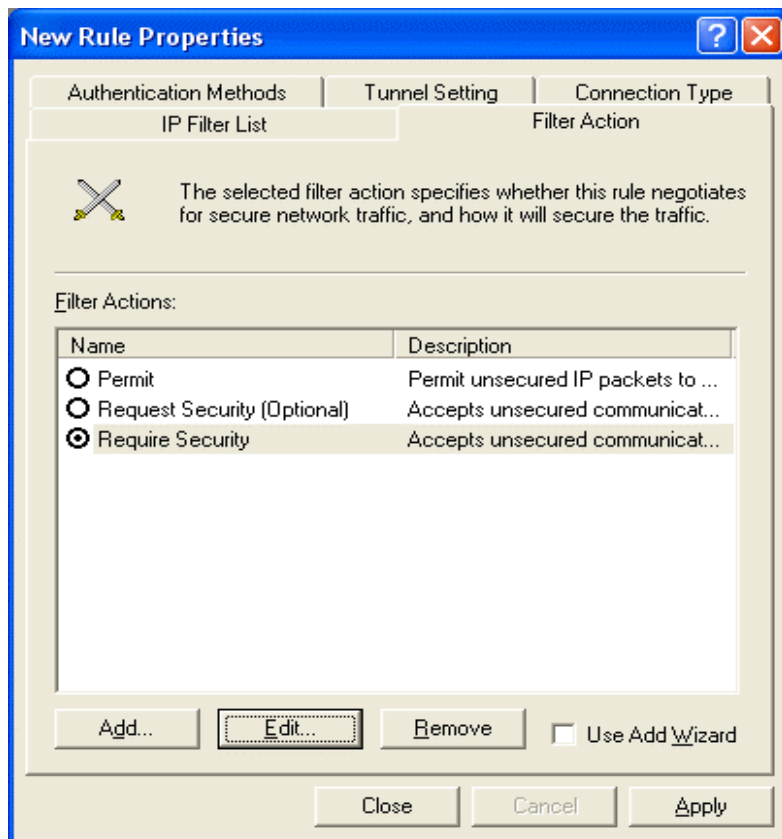 New Rule Properties
Authentication Methods
Tunnel Setting
Connection Type
IP Filter List
Filter Action
The selected filter action specifies whether this rule negotiates
for secure network traffic, and how it will secure the traffic.
Filter Actions:
Name Description
Permit Permit unsecured IP packets to ...
Request Security (Optional) Accepts unsecured communicat...
Require Security Accepts unsecured communicat...
Add... Edit... Remove Use Add Wizard
Close Cancel Apply